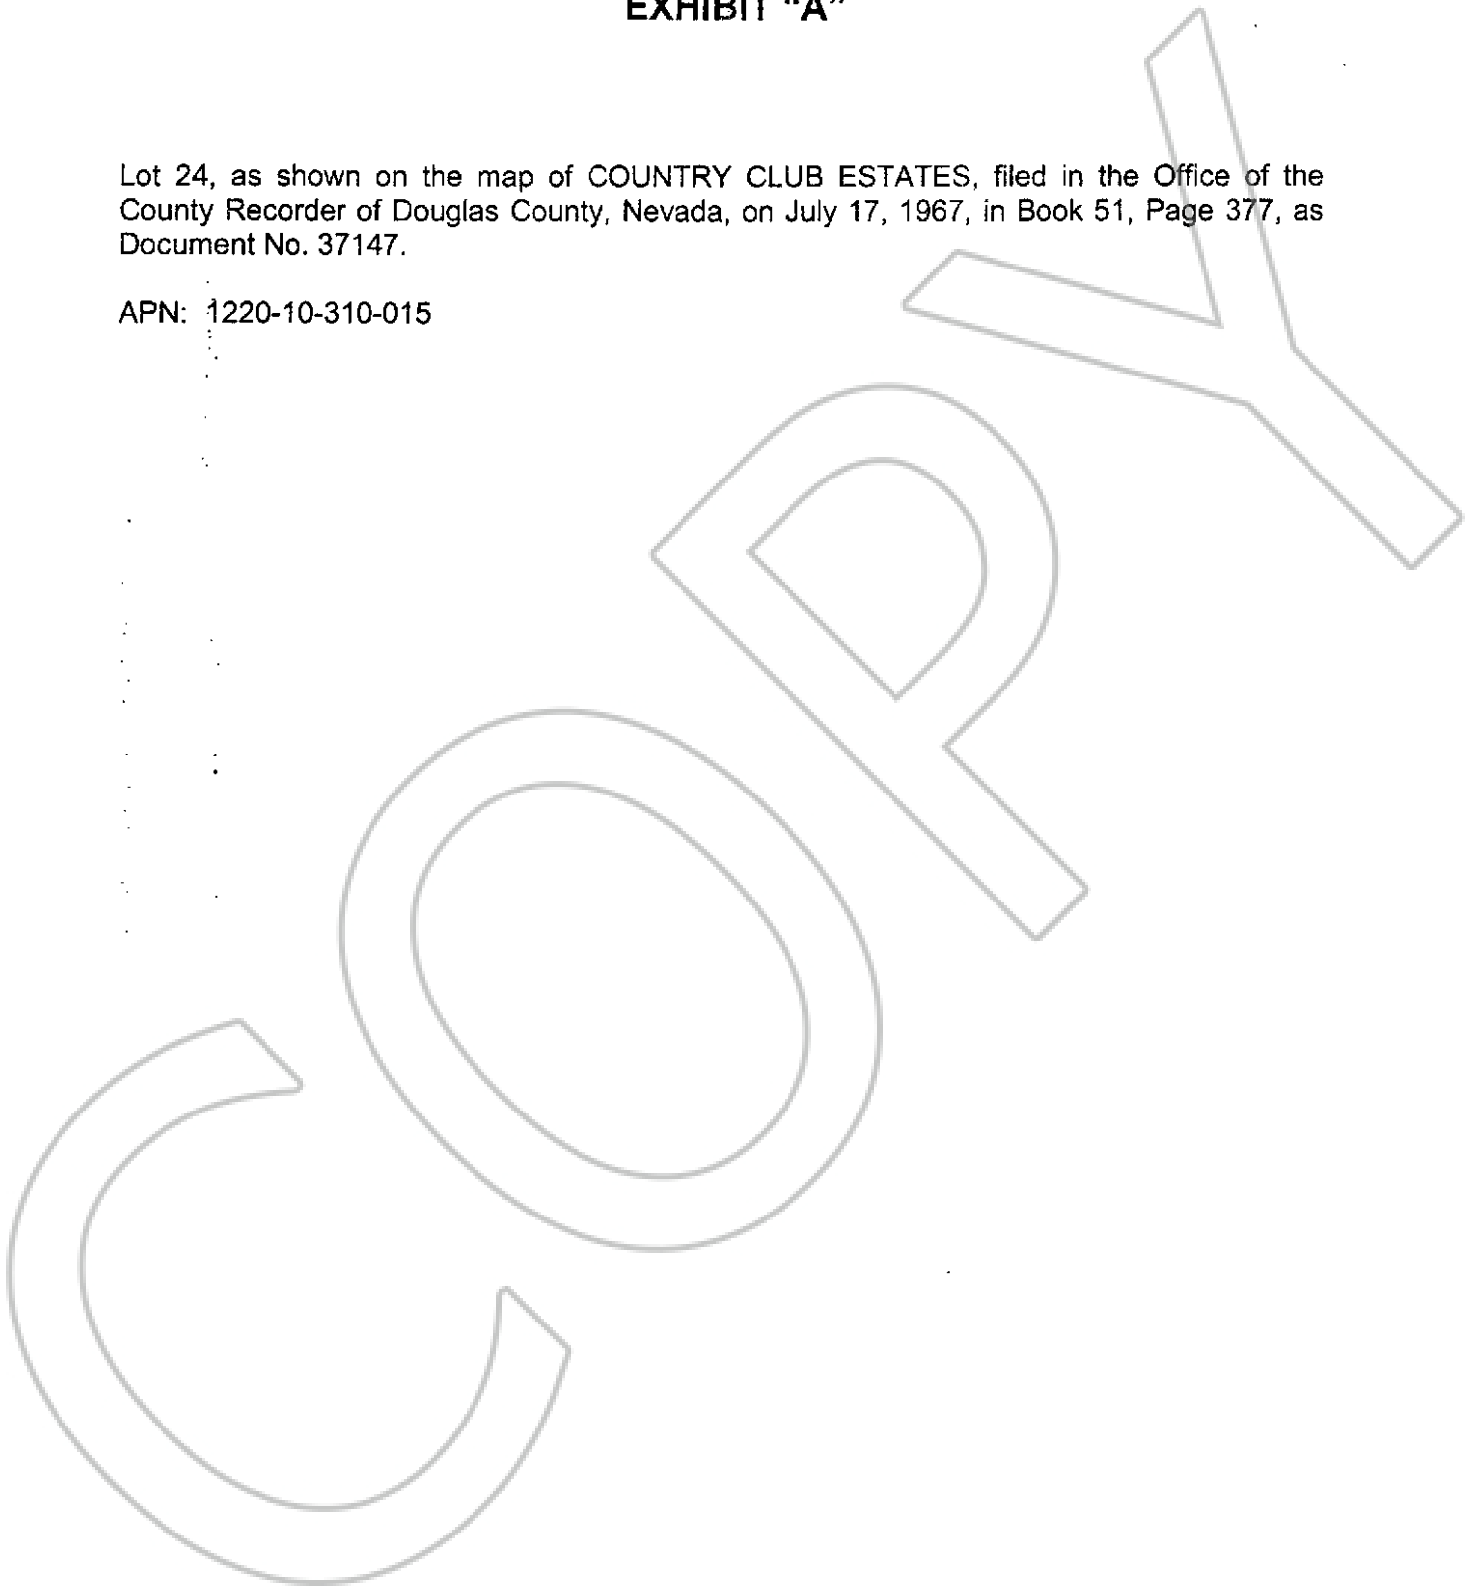 EXHIBIT "A"
Lot 24, as shown on the map of COUNTRY CLUB ESTATES, filed in the Office of the
County Recorder of Douglas County, Nevada, on July 17, 1967, in Book 51, Page 377, as
Document No. 37147.
APN: 1220-10-310-015
COPY